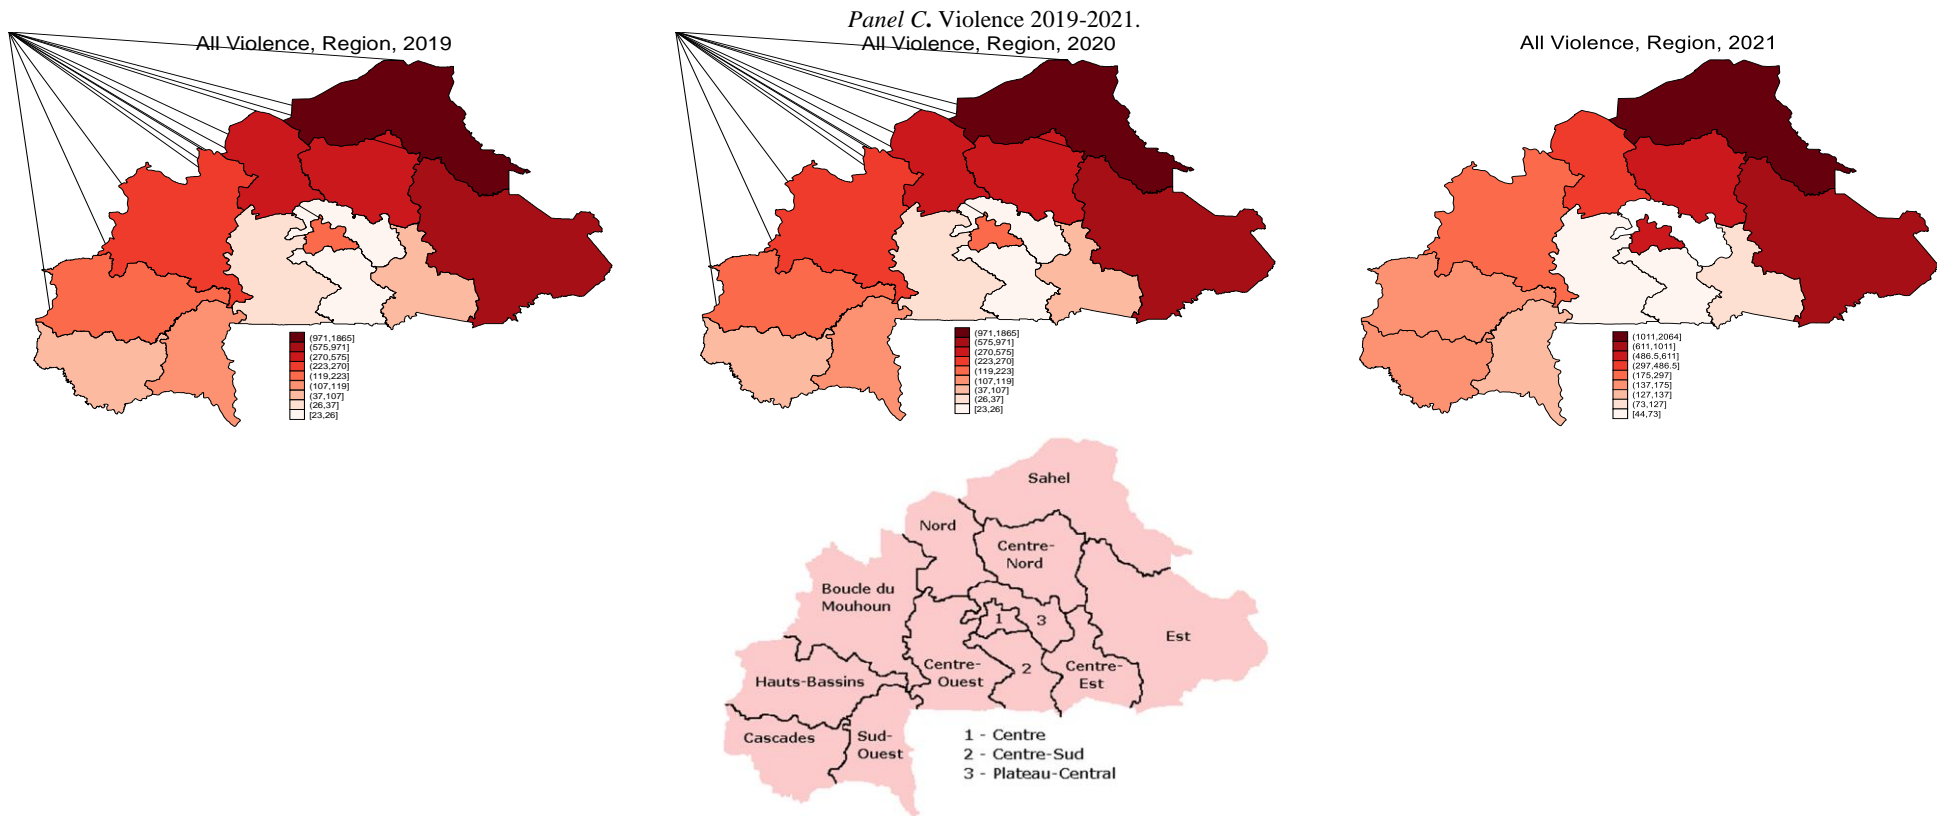 Panel C. Violence 2019-2021.
All Violence, Region, 2019
All Violence, Region, 2020
All Violence, Region, 2021
(971,1865]
(575,971]
(270,575]
(223,270]
(119,223]
(107,119]
(37,107]
(26,37]
[23,26]
(971,1865]
(575,971]
(270,575]
(223,270]
(119,223]
(107,119]
(37,107]
(26,37]
[23,26]
(1011,2064]
(611,1011]
(486.5,611]
(297,486.5]
(175,297]
(137,175]
(127,137]
(73,127]
[44,73]
Sahel
Nord
Centre-
Nord
Boucle du
Mouhoun
1
3
Est
Centre-
Ouest
2
Centre-
Est
Hauts-Bassins
Cascades
Sud-
Ouest
1 - Centre
2 - Centre-Sud
3 - Plateau-Central